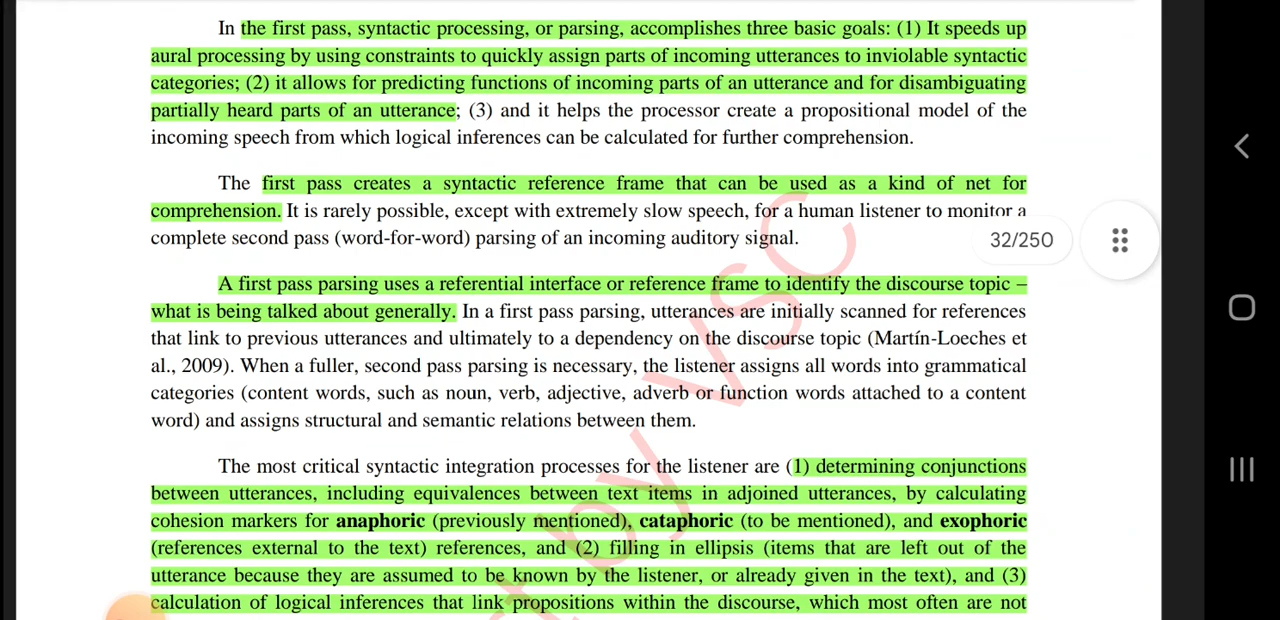 In the first pass, syntactic processing, or parsing, accomplishes three basic goals: (1) It speeds up
aural processing by using constraints to quickly assign parts of incoming utterances to inviolable syntactic
categories; (2) it allows for predicting functions of incoming parts of an utterance and for disambiguating
partially heard parts of an utterance; (3) and it helps the processor create a propositional model of the
incoming speech from which logical inferences can be calculated for further comprehension.
The first pass creates a syntactic reference frame that can be used as a kind of net for
comprehension. It is rarely possible, except with extremely slow speech, for a human listener to monitor a
complete second pass (word-for-word) parsing of an incoming auditory signal.
32/250
A first pass parsing uses a referential interface or reference frame to identify the discourse topic –
what is being talked about generally. In a first pass parsing, utterances are initially scanned for references
that link to previous utterances and ultimately to a dependency on the discourse topic (Martín-Loeches et
al., 2009). When a fuller, second pass parsing is necessary, the listener assigns all words into grammatical
categories (content words, such as noun, verb, adjective, adverb or function words attached to a content
word) and assigns structural and semantic relations between them.
The most critical syntactic integration processes for the listener are (1) determining conjunctions
between utterances, including equivalences between text items in adjoined utterances, by calculating
cohesion markers for anaphoric (previously mentioned), cataphoric (to be mentioned), and exophoric
(references external to the text) references, and (2) filling in ellipsis (items that are left out of the
utterance because they are assumed to be known by the listener, or already given in the text), and (3)
calculation of logical inferences that link propositions within the discourse, which most often are not
by VSC